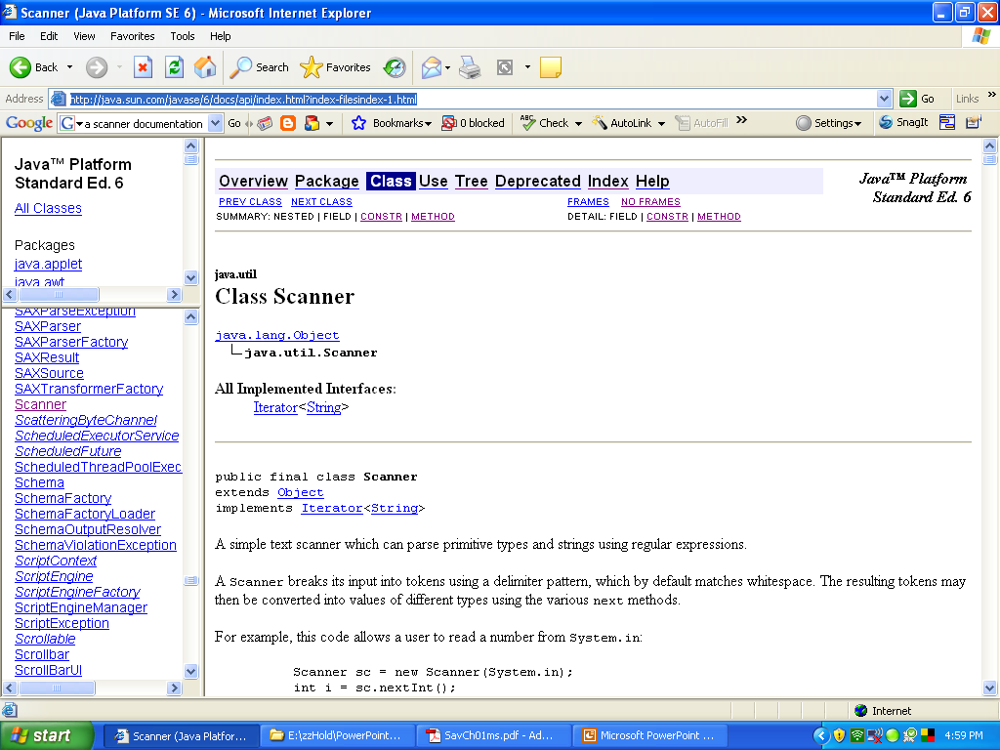 Scanner (Java Platform SE 6) - Microsoft Internet Explorer
File Edit View Favorites Tools Help
Back Search Favorites
Address http://java.sun.com/javase/6/docs/api/index.html?index-filesindex-1.html Go Links »
Google G a scanner documentation Go Bookmarks 0 blocked ABC Check AutoLink AutoFill » Settings SnagIt
Java™ Platform
Standard Ed. 6
All Classes
Packages
java.applet
java.awt
SAXParseException
SAXParser
SAXParserFactory
SAXResult
SAXSource
SAXTransformerFactory
Scanner
ScatteringByteChannel
ScheduledExecutorService
ScheduledFuture
ScheduledThreadPoolExec
Schema
SchemaFactory
SchemaFactoryLoader
SchemaOutputResolver
SchemaViolationException
ScriptContext
ScriptEngine
ScriptEngineFactory
ScriptEngineManager
ScriptException
Scrollable
Scrollbar
ScrollBarUI
Overview Package Class Use Tree Deprecated Index Help
Java™ Platform
Standard Ed. 6
PREV CLASS NEXT CLASS FRAMES NO FRAMES
SUMMARY: NESTED | FIELD | CONSTR | METHOD DETAIL: FIELD | CONSTR | METHOD
java.util
Class Scanner
java.lang.Object
java.util.Scanner
All Implemented Interfaces:
Iterator<String>
public final class Scanner
extends Object
implements Iterator<String>
A simple text scanner which can parse primitive types and strings using regular expressions.
A Scanner breaks its input into tokens using a delimiter pattern, which by default matches whitespace. The resulting tokens may
then be converted into values of different types using the various next methods.
For example, this code allows a user to read a number from System.in:
Scanner sc = new Scanner(System.in);
int i = sc.nextInt();
Internet
start Scanner (Java Platfor... E:\zzHold\PowerPoint... SavCh01ms.pdf - Ad... Microsoft PowerPoint ... 4:59 PM